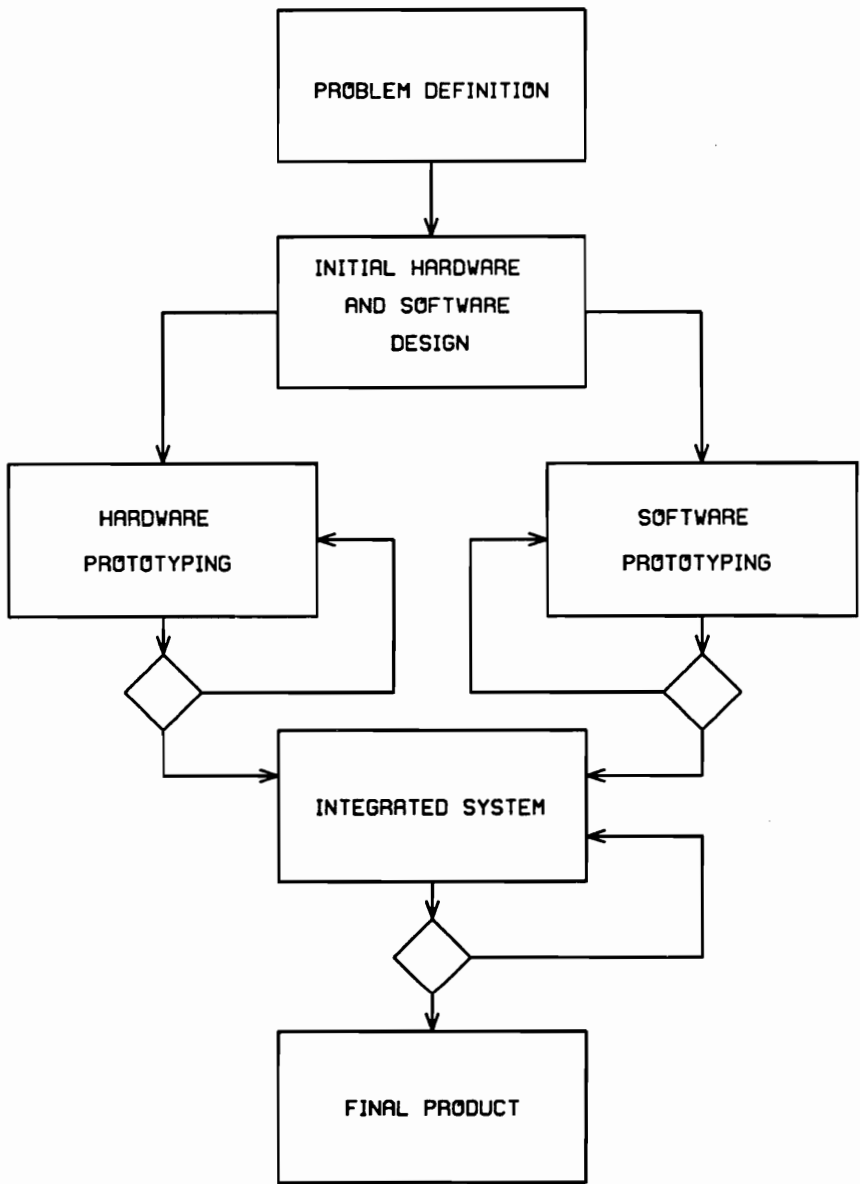 PROBLEM DEFINITION
INITIAL HARDWARE
AND SOFTWARE
DESIGN
HARDWARE
PROTOTYPING
SOFTWARE
PROTOTYPING
INTEGRATED SYSTEM
FINAL PRODUCT